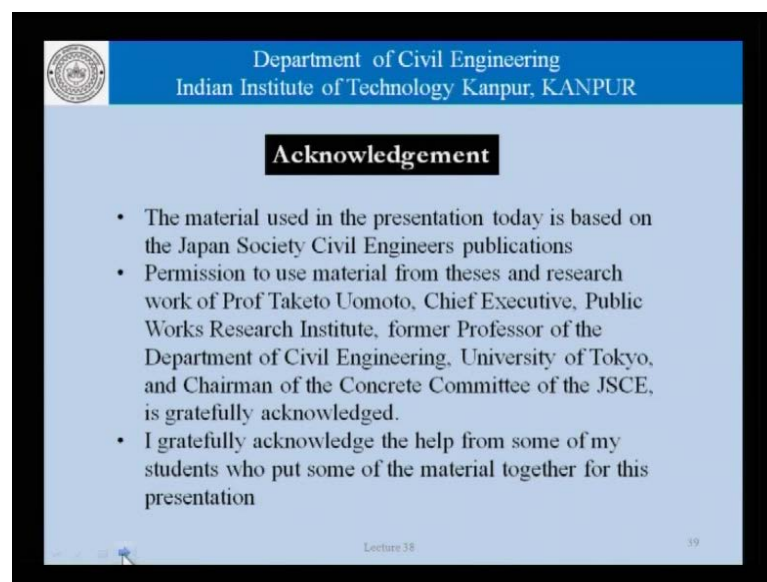 Department of Civil Engineering
Indian Institute of Technology Kanpur, KANPUR
Acknowledgement
• The material used in the presentation today is based on
the Japan Society Civil Engineers publications
• Permission to use material from theses and research
work of Prof Taketo Uomoto, Chief Executive, Public
Works Research Institute, former Professor of the
Department of Civil Engineering, University of Tokyo,
and Chairman of the Concrete Committee of the JSCE,
is gratefully acknowledged.
• I gratefully acknowledge the help from some of my
students who put some of the material together for this
presentation
Lecture 38
39